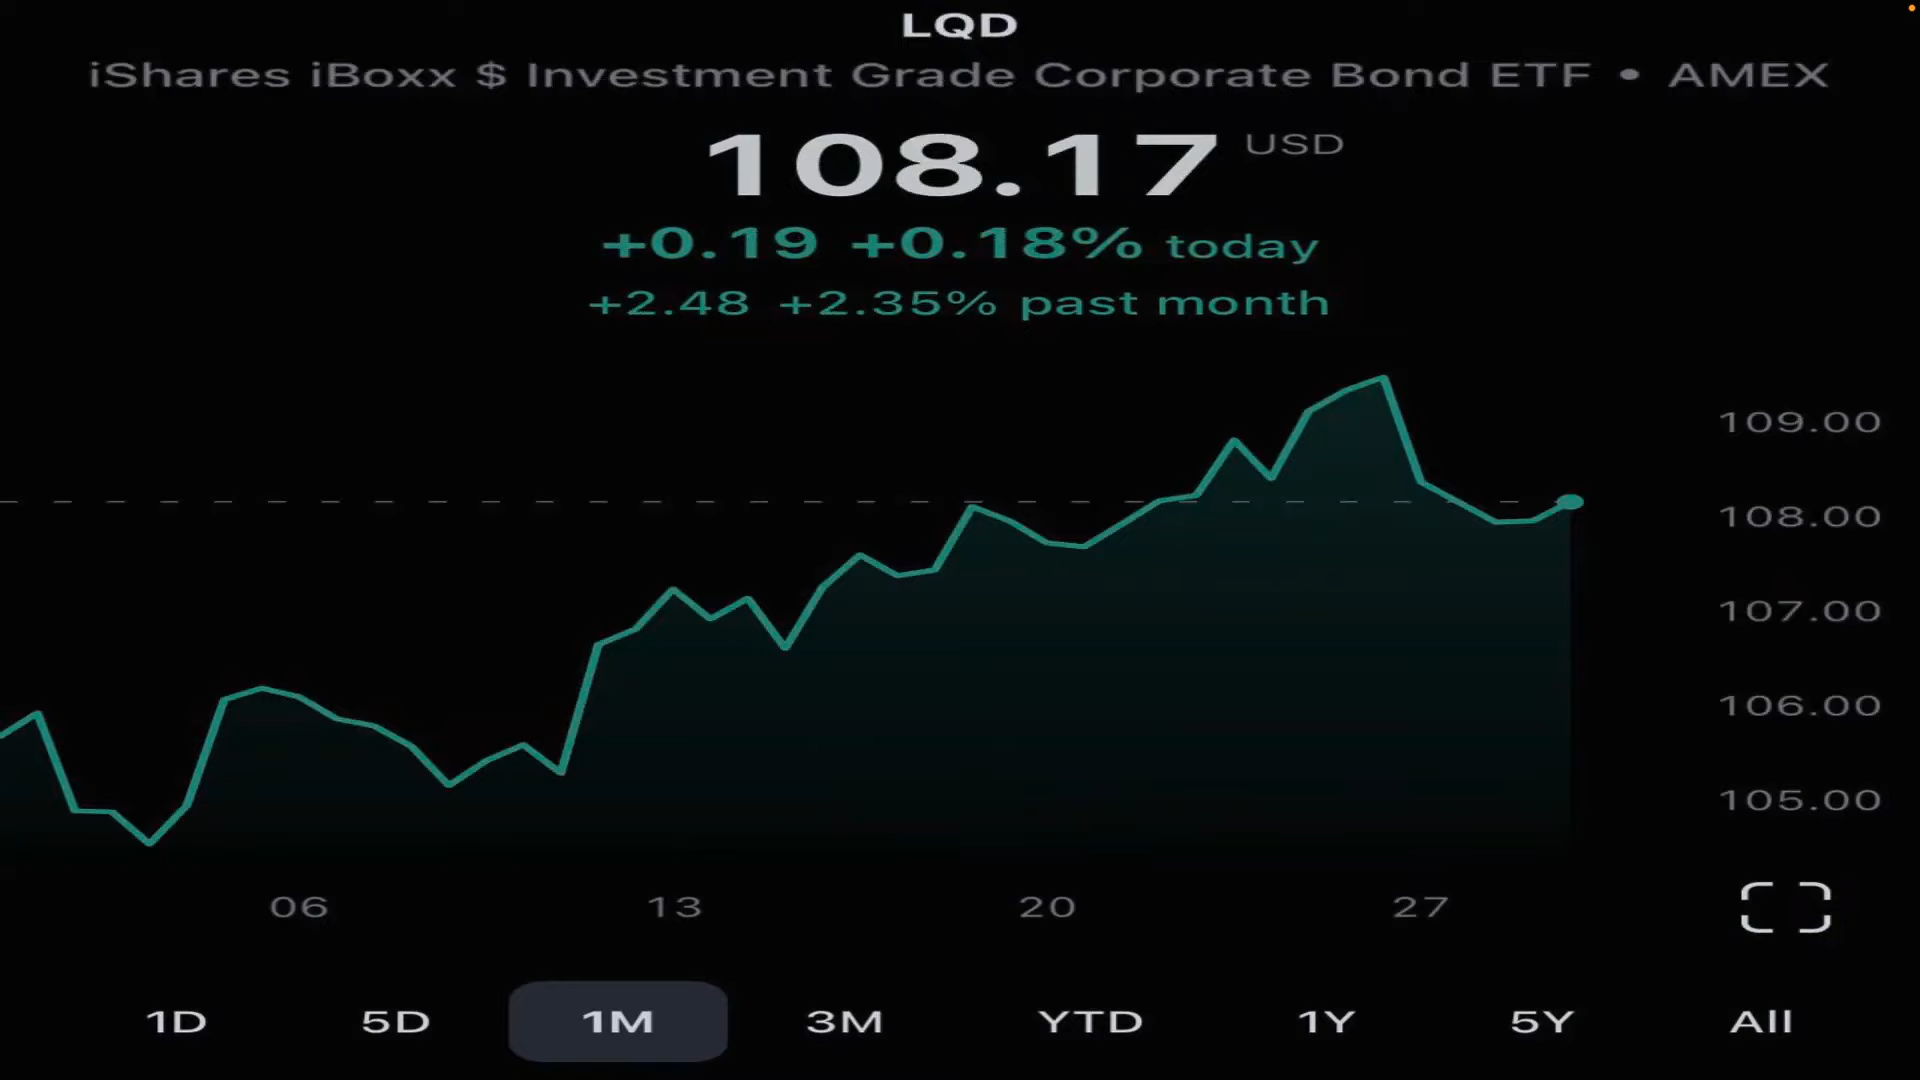 LQD
iShares iBoxx $ Investment Grade Corporate Bond ETF • AMEX
108.17 USD
+0.19 +0.18% today
+2.48 +2.35% past month
109.00
108.00
107.00
106.00
105.00
06 13 20 27
1D 5D 1M 3M YTD 1Y 5Y All